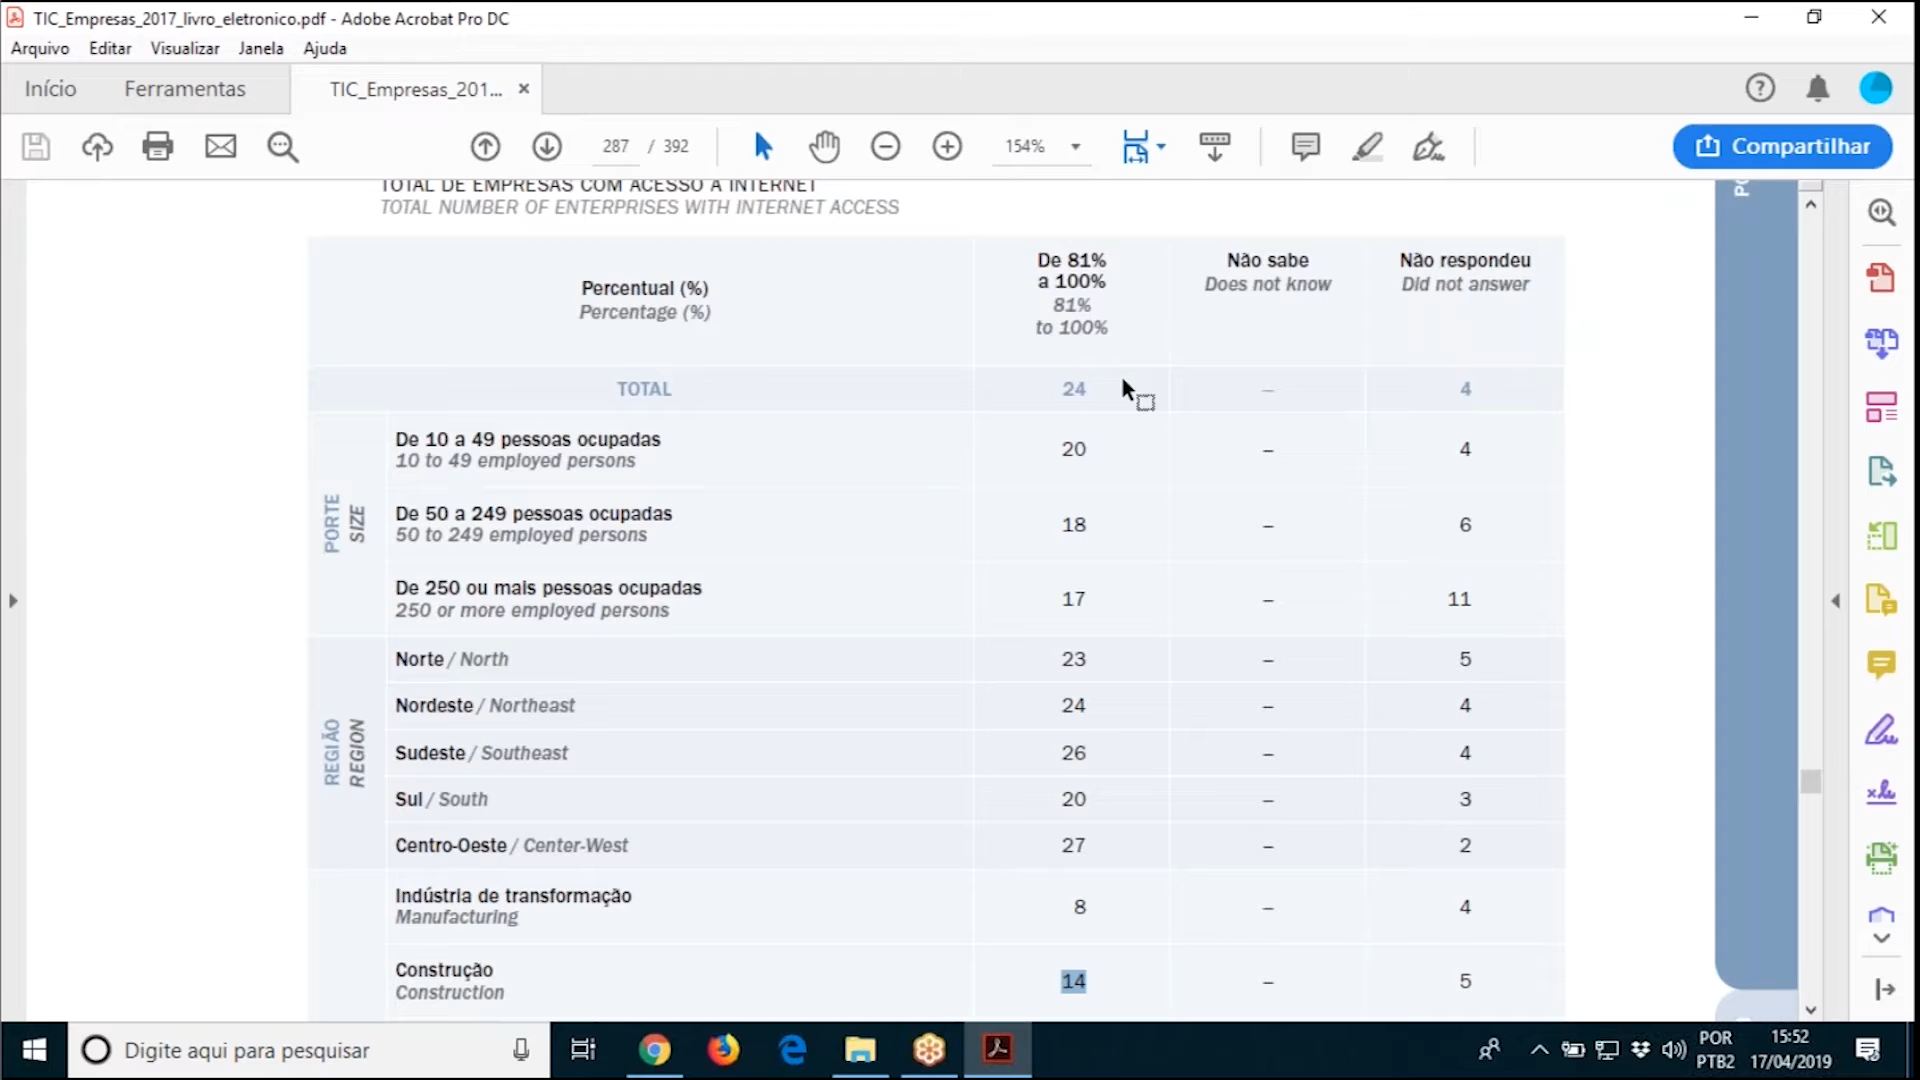 TIC_Empresas_2017_livro_eletronico.pdf - Adobe Acrobat Pro DC
Arquivo Editar Visualizar Janela Ajuda
Início Ferramentas TIC_Empresas_201...
287 / 392 154% Compartilhar
TOTAL DE EMPRESAS COM ACESSO À INTERNET
TOTAL NUMBER OF ENTERPRISES WITH INTERNET ACCESS
Percentual (%)
Percentage (%)
De 81%
a 100%
81%
to 100%
Não sabe
Does not know
Não respondeu
Did not answer
TOTAL 24 – 4
PORTE
SIZE
De 10 a 49 pessoas ocupadas
10 to 49 employed persons
20 – 4
De 50 a 249 pessoas ocupadas
50 to 249 employed persons
18 – 6
De 250 ou mais pessoas ocupadas
250 or more employed persons
17 – 11
REGIÃO
REGION
Norte / North 23 – 5
Nordeste / Northeast 24 – 4
Sudeste / Southeast 26 – 4
Sul / South 20 – 3
Centro-Oeste / Center-West 27 – 2
Indústria de transformação
Manufacturing
8 – 4
Construção
Construction
14 – 5
Digite aqui para pesquisar
POR
PTB2
15:52
17/04/2019